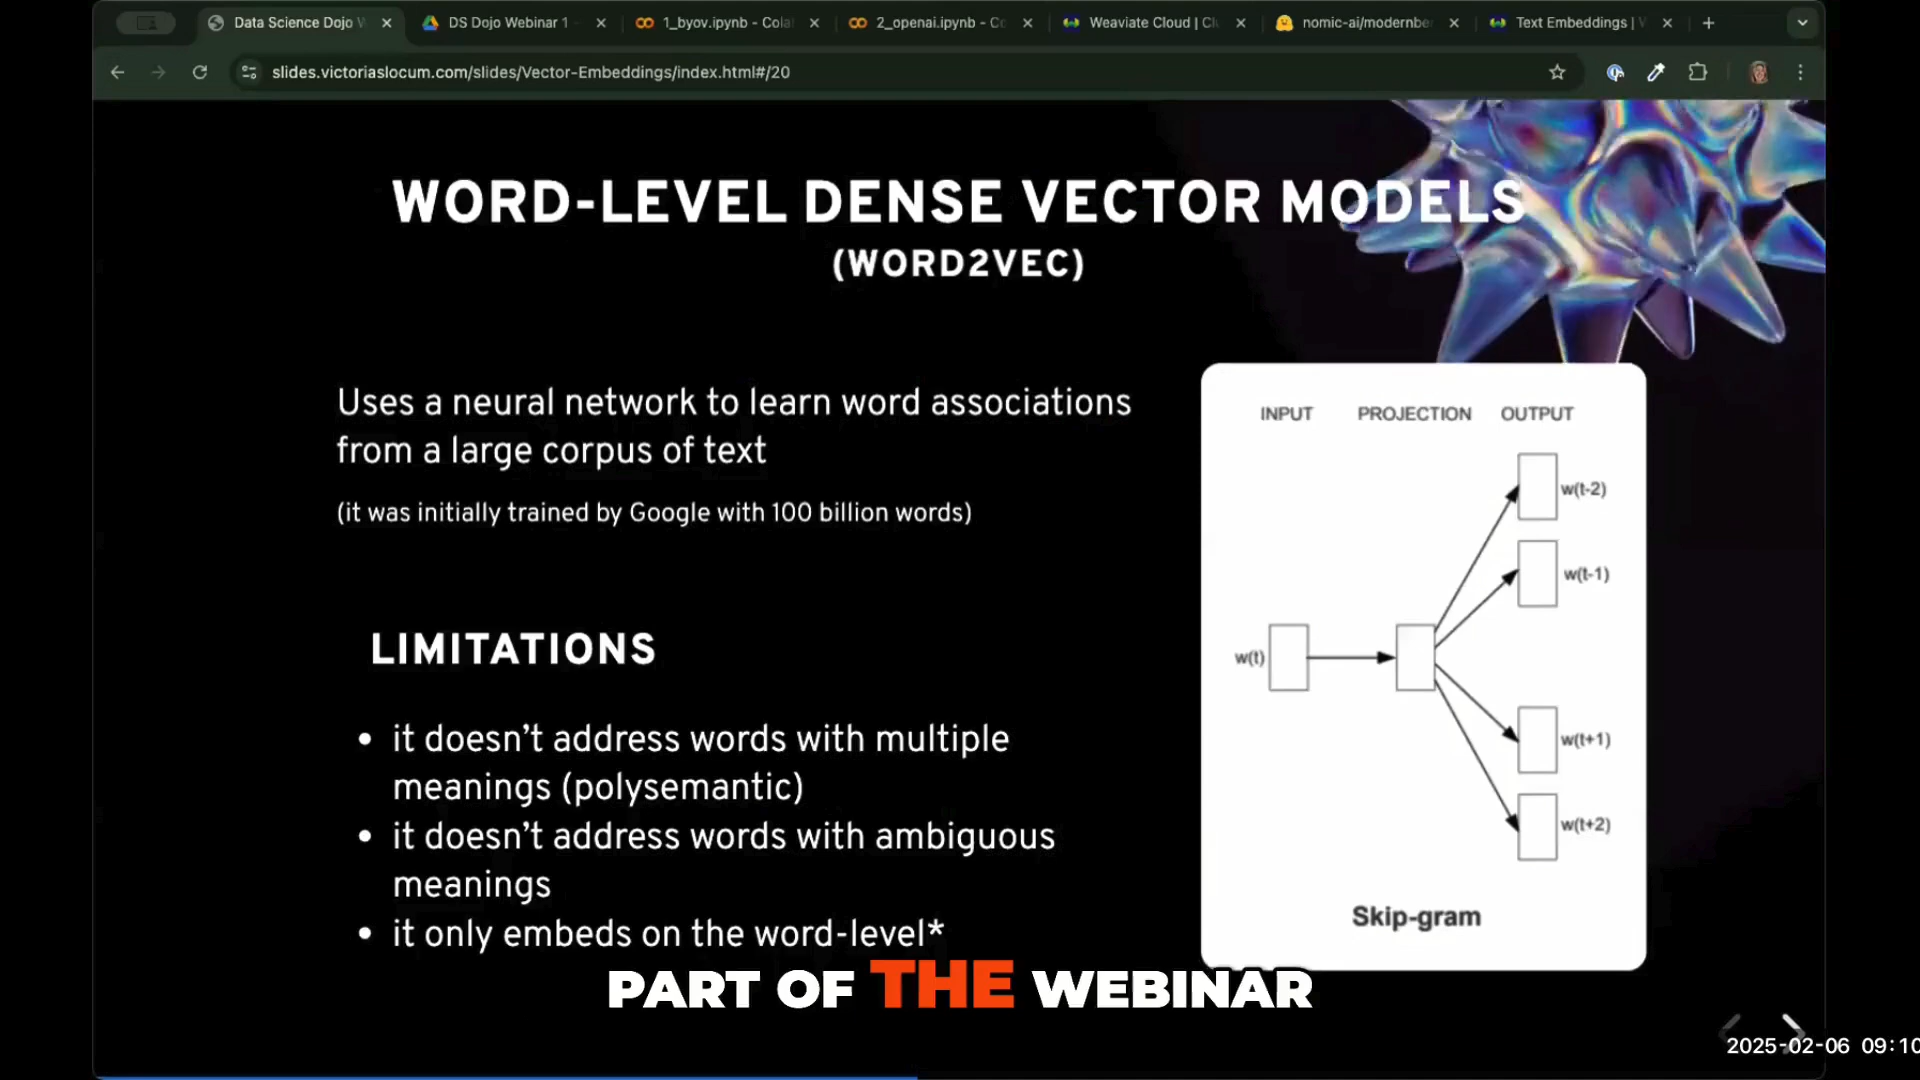 Data Science Dojo W
DS Dojo Webinar 1 -
1_byov.ipynb - Cola
2_openai.ipynb - Co
Weaviate Cloud | Cl
nomic-ai/modernbe
Text Embeddings | W
slides.victoriaslocum.com/slides/Vector-Embeddings/index.html#/20
WORD-LEVEL DENSE VECTOR MODELS
(WORD2VEC)
Uses a neural network to learn word associations
from a large corpus of text
(it was initially trained by Google with 100 billion words)
LIMITATIONS
• it doesn't address words with multiple
meanings (polysemantic)
• it doesn't address words with ambiguous
meanings
• it only embeds on the word-level*
INPUT PROJECTION OUTPUT
w(t-2)
w(t-1)
w(t)
w(t+1)
w(t+2)
Skip-gram
PART OF THE WEBINAR
2025-02-06 09:10